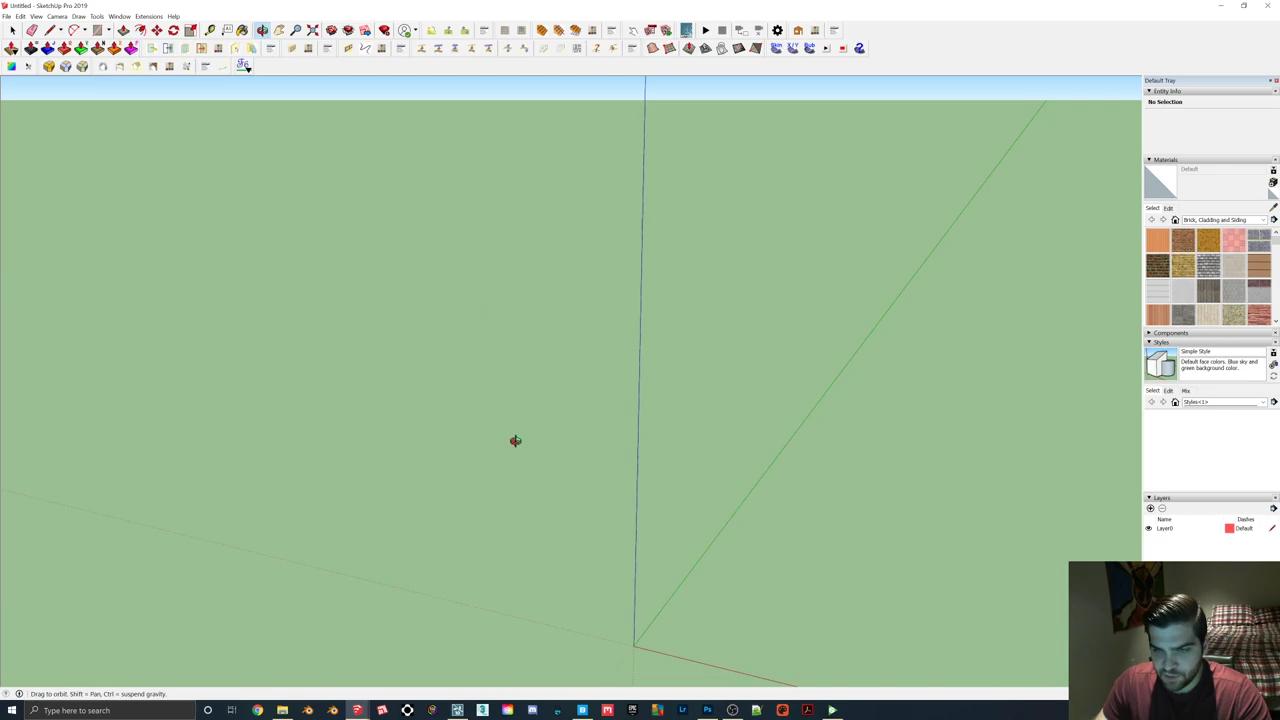 Untitled - SketchUp Pro 2019
File Edit View Camera Draw Tools Window Extensions Help
Default Tray
Entity Info
No Selection
Materials
Default
Select Edit
Brick, Cladding and Siding
Components
Styles
Simple Style
Default face colors. Blue sky and
green background color.
Select Edit Mix
Styles<1>
Layers
Name Dashes
Layer0 Default
Drag to orbit. Shift = Pan, Ctrl = suspend gravity.
Type here to search